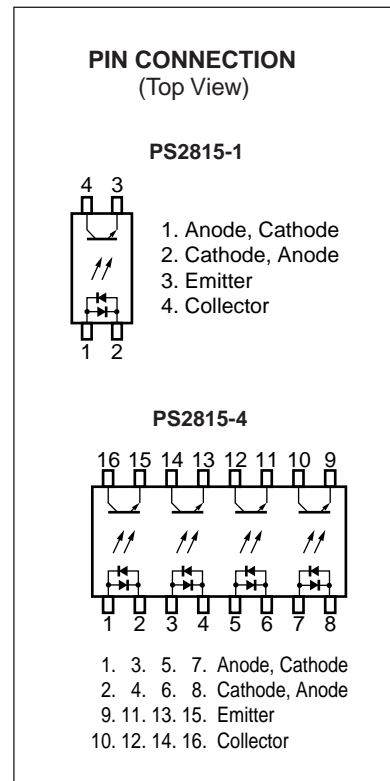 PIN CONNECTION
(Top View)
PS2815-1
4 3
1. Anode, Cathode
2. Cathode, Anode
3. Emitter
4. Collector
1 2
PS2815-4
16 15 14 13 12 11 10 9
1 2 3 4 5 6 7 8
1. 3. 5. 7. Anode, Cathode
2. 4. 6. 8. Cathode, Anode
9. 11. 13. 15. Emitter
10. 12. 14. 16. Collector